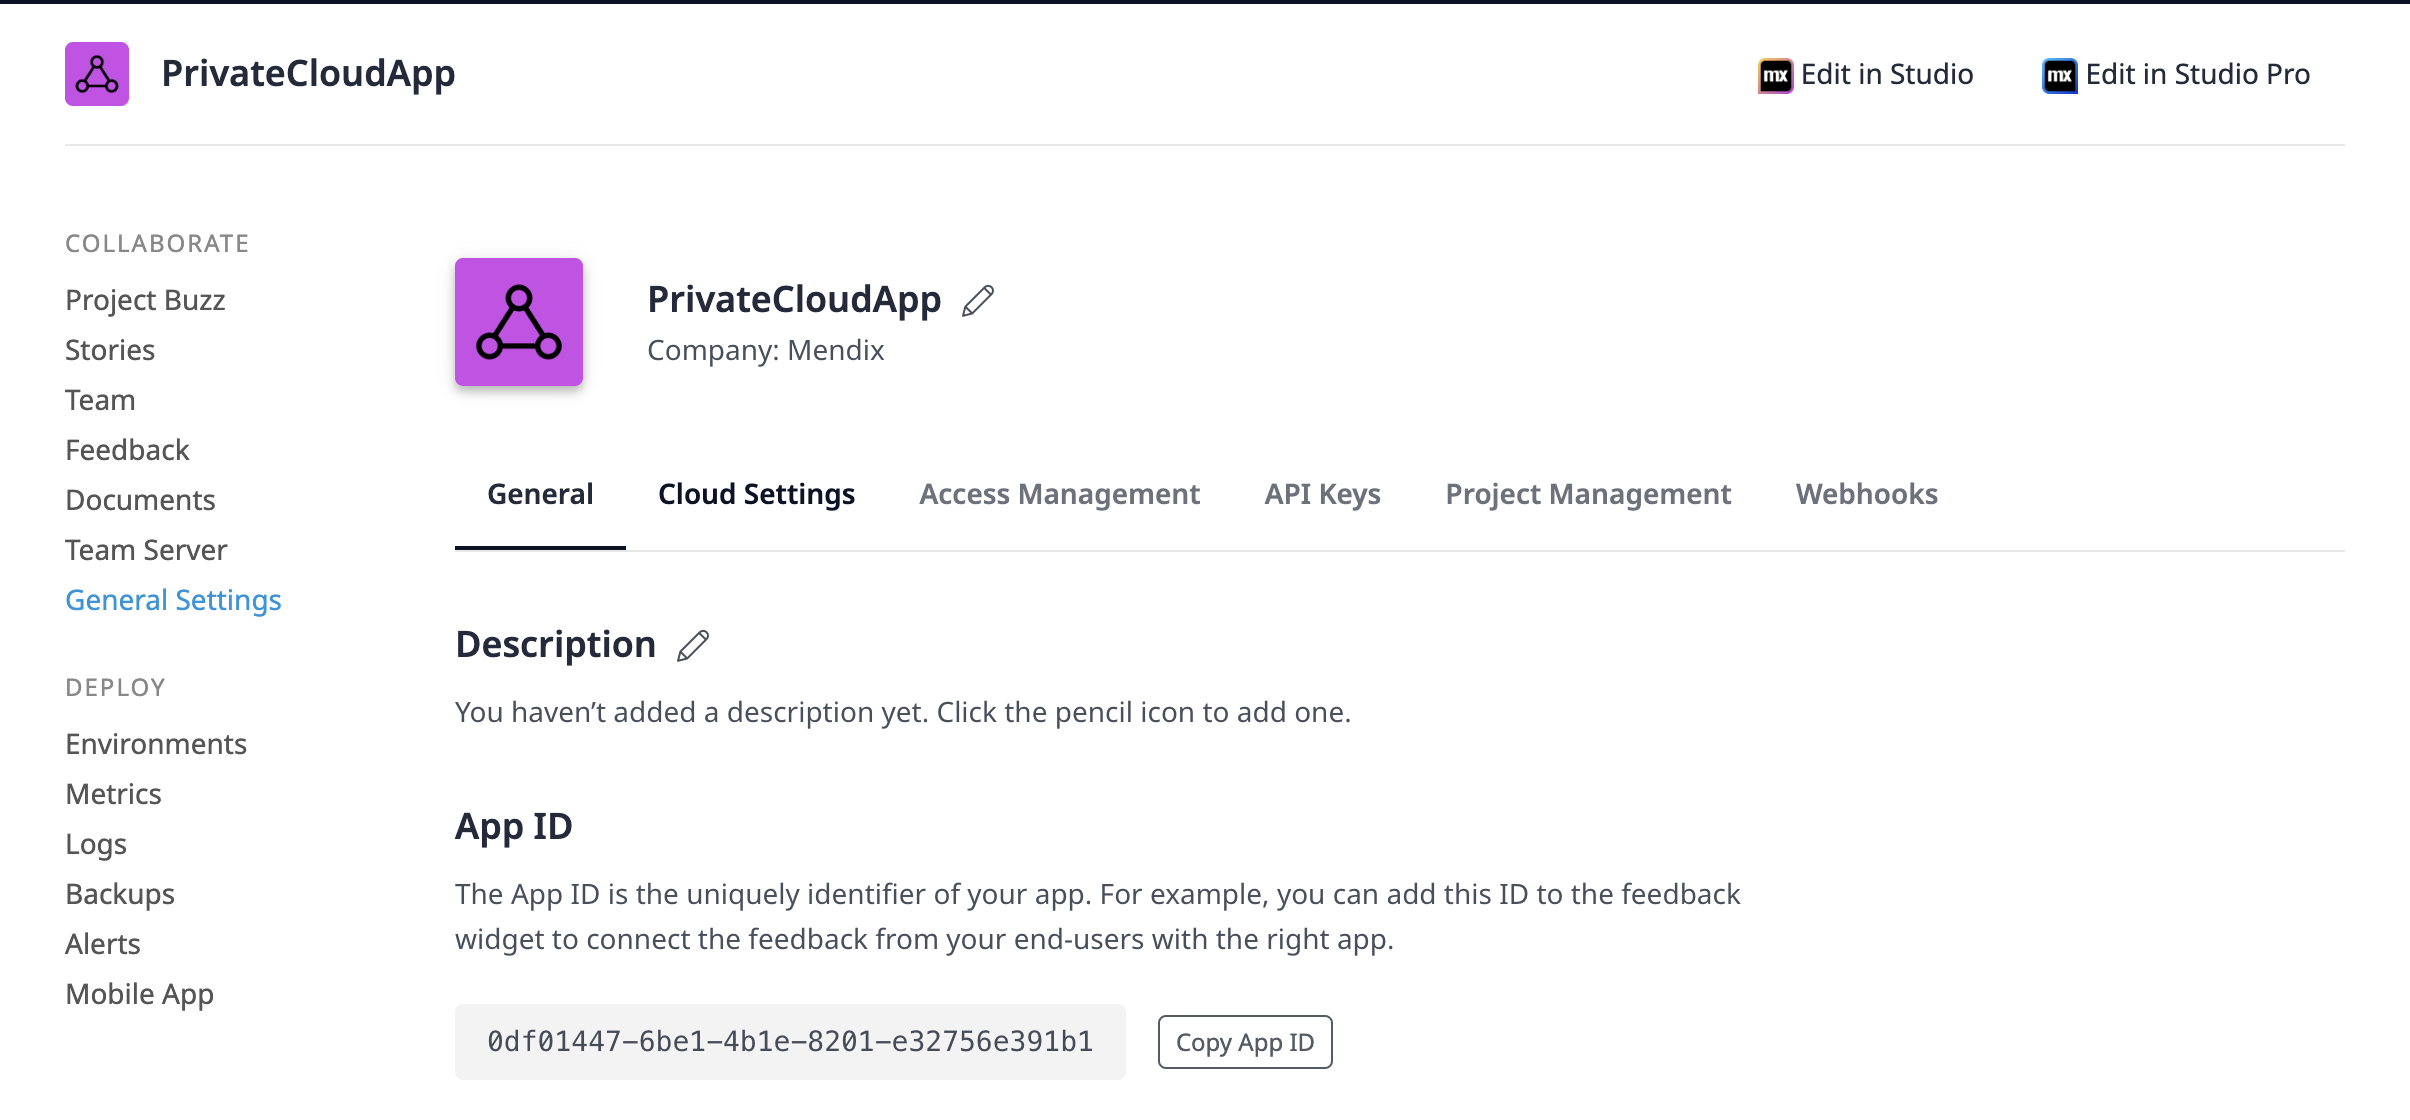 PrivateCloudApp
mx Edit in Studio
mx Edit in Studio Pro
COLLABORATE
Project Buzz
Stories
Team
Feedback
Documents
Team Server
General Settings
DEPLOY
Environments
Metrics
Logs
Backups
Alerts
Mobile App
PrivateCloudApp
Company: Mendix
General Cloud Settings Access Management API Keys Project Management Webhooks
Description
You haven’t added a description yet. Click the pencil icon to add one.
App ID
The App ID is the uniquely identifier of your app. For example, you can add this ID to the feedback
widget to connect the feedback from your end-users with the right app.
0df01447-6be1-4b1e-8201-e32756e391b1
Copy App ID